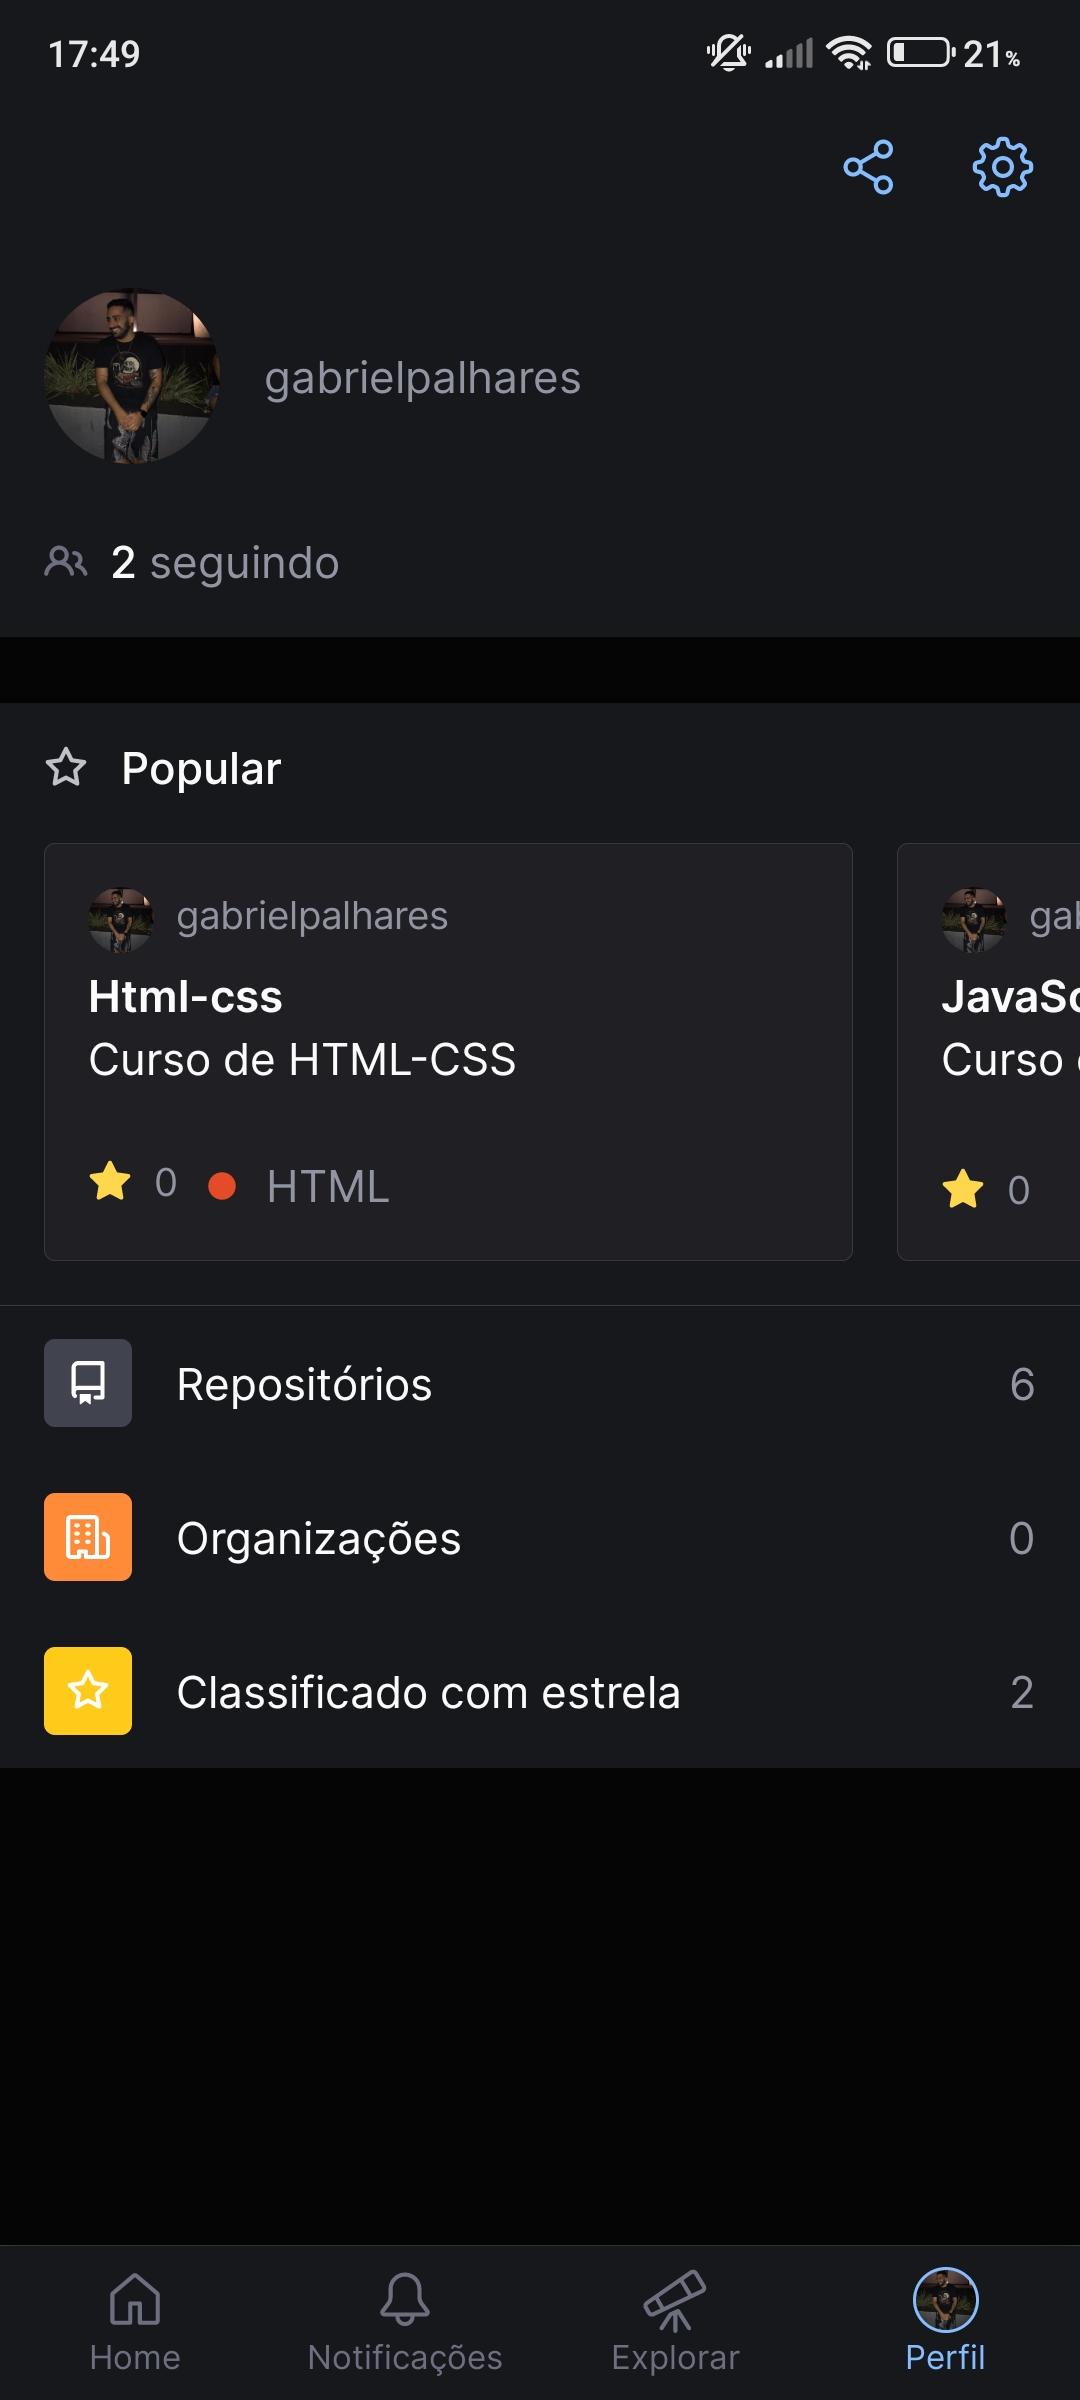 17:49
21%
gabrielpalhares
2 seguindo
Popular
gabrielpalhares
Html-css
Curso de HTML-CSS
0 HTML
gab
JavaSc
Curso
0
Repositórios 6
Organizações 0
Classificado com estrela 2
Home Notificações Explorar Perfil